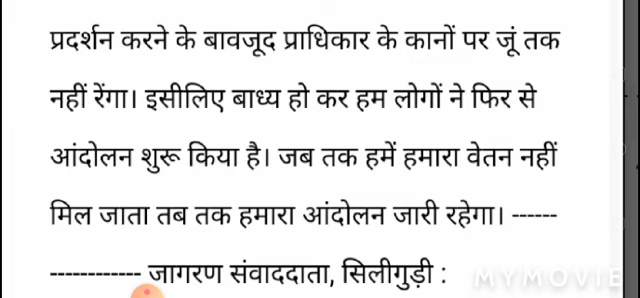 प्रदर्शन करने के बावजूद प्राधिकार के कानों पर जूं तक
नहीं रेंगा। इसीलिए बाध्य हो कर हम लोगों ने फिर से
आंदोलन शुरू किया है। जब तक हमें हमारा वेतन नहीं
मिल जाता तब तक हमारा आंदोलन जारी रहेगा। ------
------------ जागरण संवाददाता, सिलीगुड़ी :
MYMOVIE